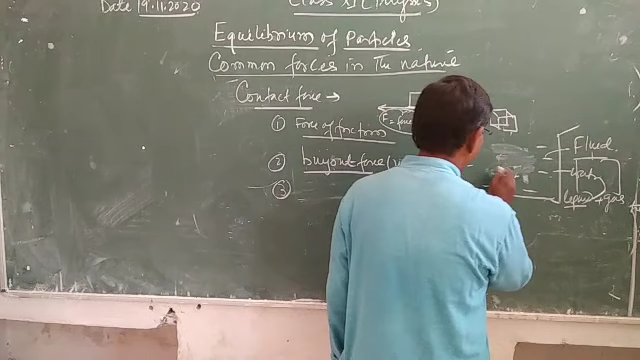 Date 19.11.2020
Class XI (Physics)
Equilibrium of Particles
Common forces in The nature
Contact force →
① Force of friction
F = force
② buoyant force
③
Fluid
+ gas